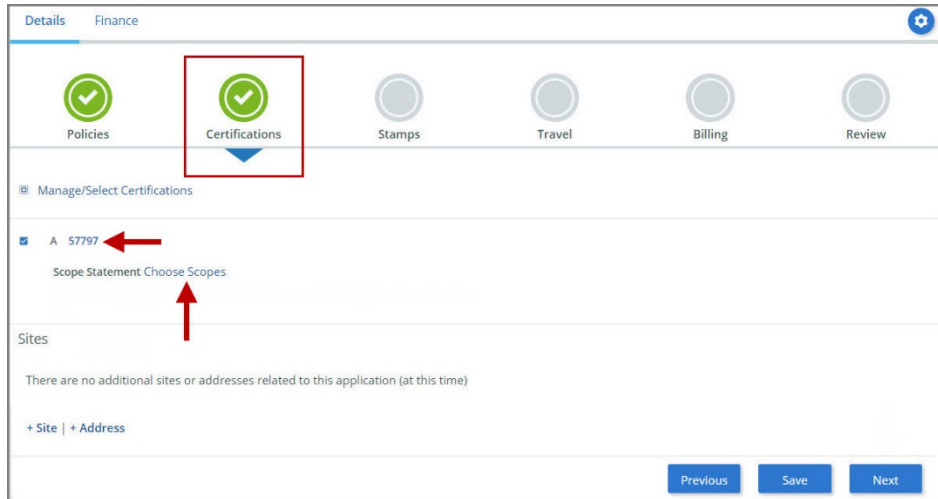 Details Finance
Policies Certifications Stamps Travel Billing Review
Manage/Select Certifications
A 57797
Scope Statement Choose Scopes
Sites
There are no additional sites or addresses related to this application (at this time)
+ Site | + Address
Previous Save Next